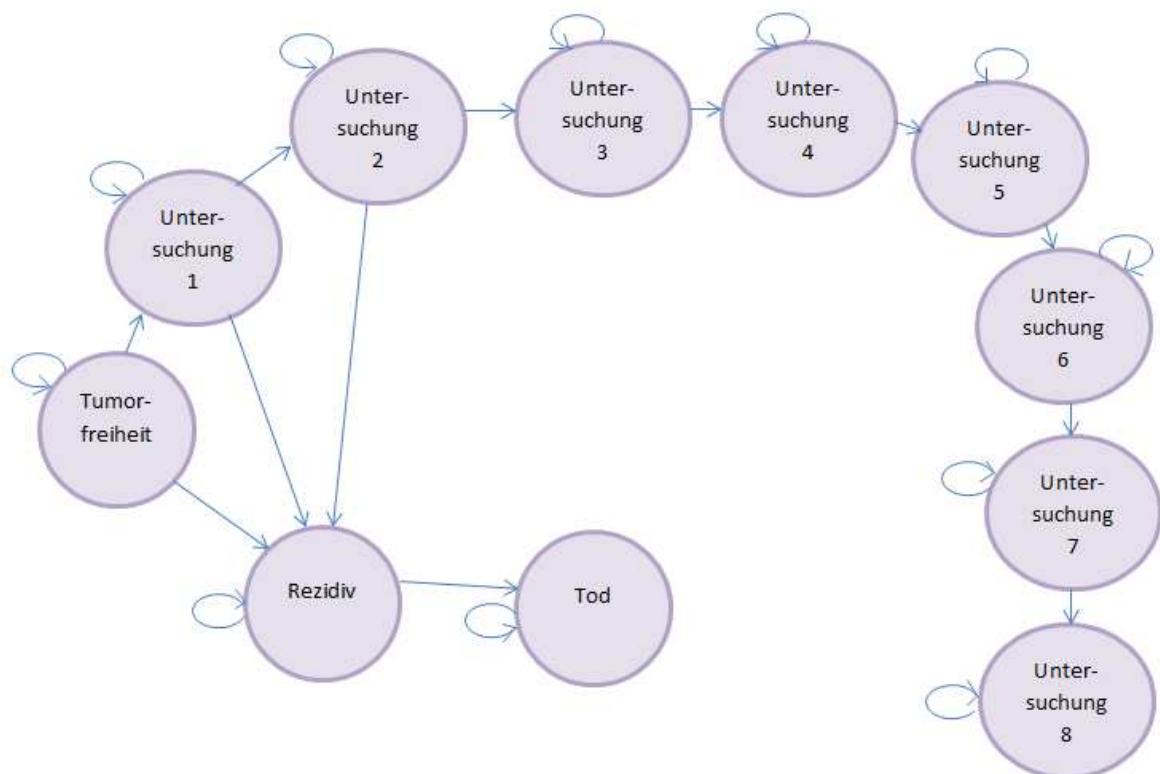 Unter-
suchung
1
Unter-
suchung
2
Unter-
suchung
3
Unter-
suchung
4
Unter-
suchung
5
Unter-
suchung
6
Unter-
suchung
7
Unter-
suchung
8
Tumor-
freiheit
Rezidiv
Tod